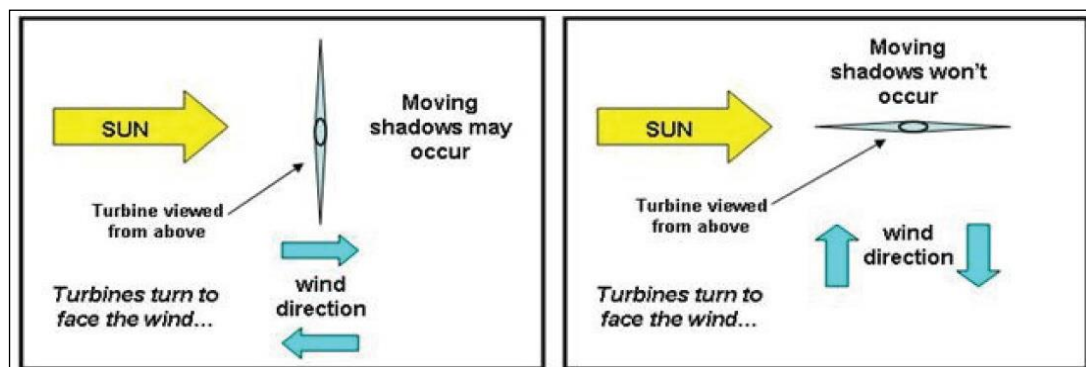 SUN
Moving
shadows may
occur
Turbine viewed
from above
wind
direction
Turbines turn to
face the wind...
Moving
shadows won't
occur
SUN
Turbine viewed
from above
wind
direction
Turbines turn to
face the wind...